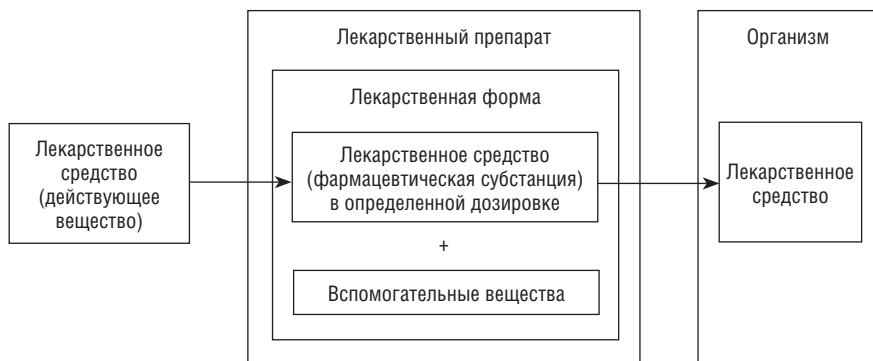 Лекарственный препарат
Организм
Лекарственная форма
Лекарственное
средство
(действующее
вещество)
Лекарственное средство
(фармацевтическая субстанция)
в определенной дозировке
+
Вспомогательные вещества
Лекарственное
средство